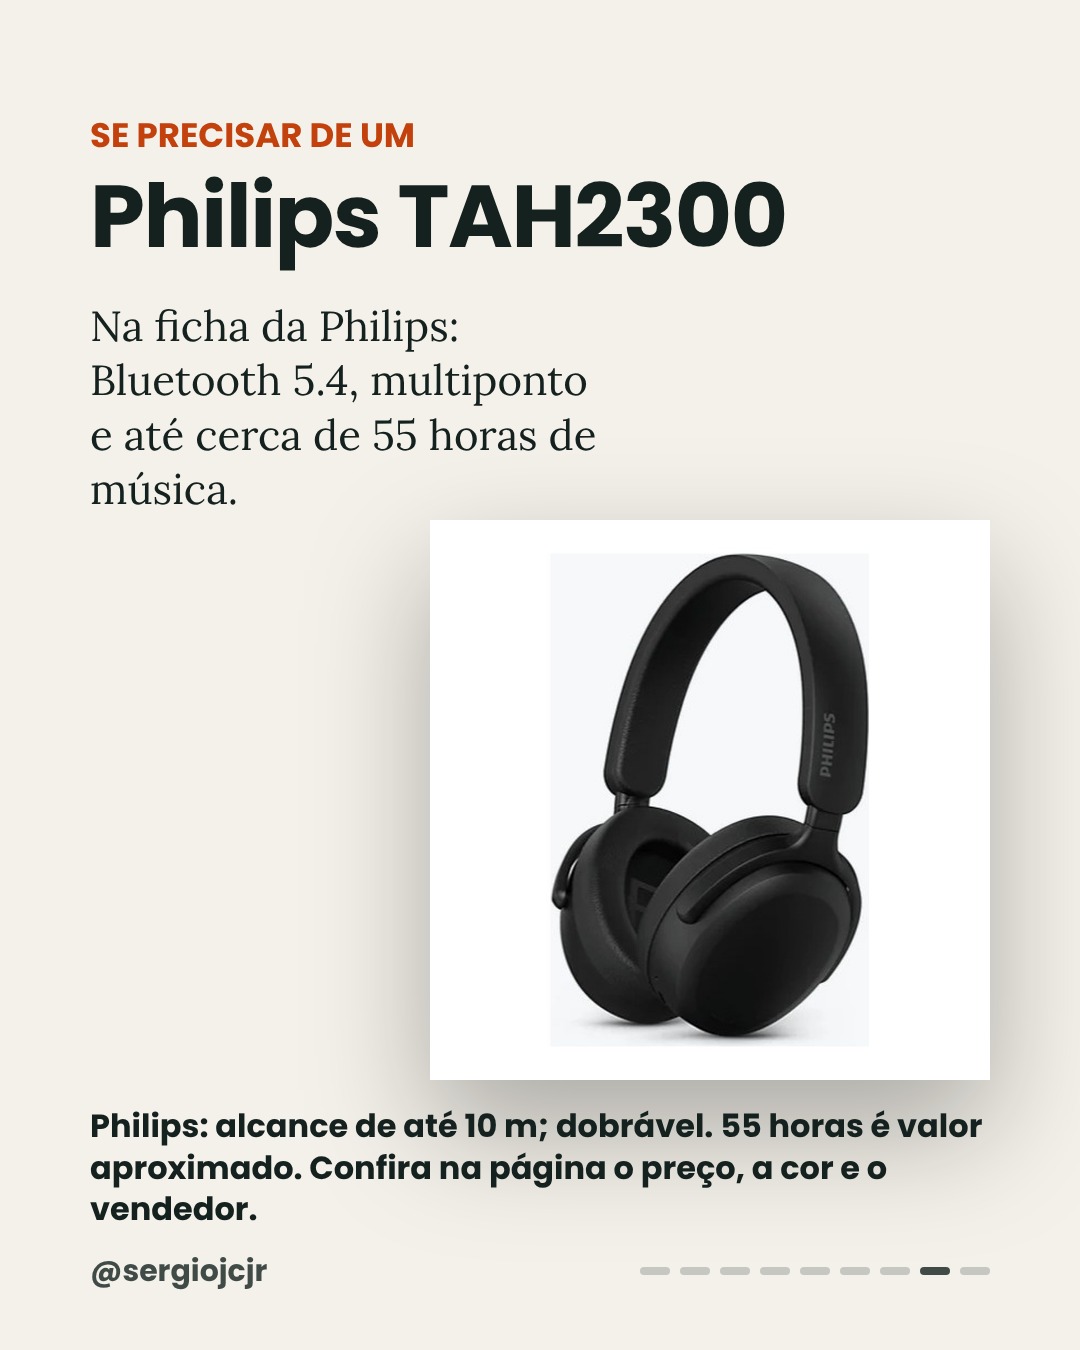 SE PRECISAR DE UM
Philips TAH2300
Na ficha da Philips:
Bluetooth 5.4, multiponto
e até cerca de 55 horas de
música.
PHILIPS
Philips: alcance de até 10 m; dobrável. 55 horas é valor
aproximado. Confira na página o preço, a cor e o
vendedor.
@sergiojcjr